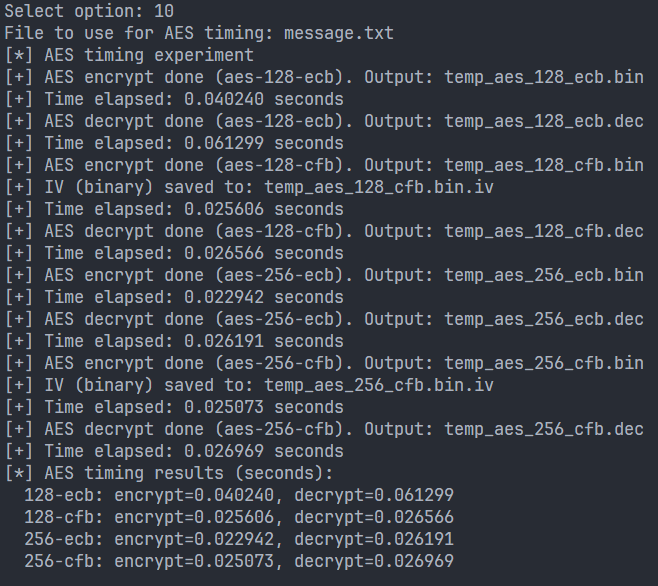 Select option: 10
File to use for AES timing: message.txt
[*] AES timing experiment
[+] AES encrypt done (aes-128-ecb). Output: temp_aes_128_ecb.bin
[+] Time elapsed: 0.040240 seconds
[+] AES decrypt done (aes-128-ecb). Output: temp_aes_128_ecb.dec
[+] Time elapsed: 0.061299 seconds
[+] AES encrypt done (aes-128-cfb). Output: temp_aes_128_cfb.bin
[+] IV (binary) saved to: temp_aes_128_cfb.bin.iv
[+] Time elapsed: 0.025606 seconds
[+] AES decrypt done (aes-128-cfb). Output: temp_aes_128_cfb.dec
[+] Time elapsed: 0.026566 seconds
[+] AES encrypt done (aes-256-ecb). Output: temp_aes_256_ecb.bin
[+] Time elapsed: 0.022942 seconds
[+] AES decrypt done (aes-256-ecb). Output: temp_aes_256_ecb.dec
[+] Time elapsed: 0.026191 seconds
[+] AES encrypt done (aes-256-cfb). Output: temp_aes_256_cfb.bin
[+] IV (binary) saved to: temp_aes_256_cfb.bin.iv
[+] Time elapsed: 0.025073 seconds
[+] AES decrypt done (aes-256-cfb). Output: temp_aes_256_cfb.dec
[+] Time elapsed: 0.026969 seconds
[*] AES timing results (seconds):
  128-ecb: encrypt=0.040240, decrypt=0.061299
  128-cfb: encrypt=0.025606, decrypt=0.026566
  256-ecb: encrypt=0.022942, decrypt=0.026191
  256-cfb: encrypt=0.025073, decrypt=0.026969